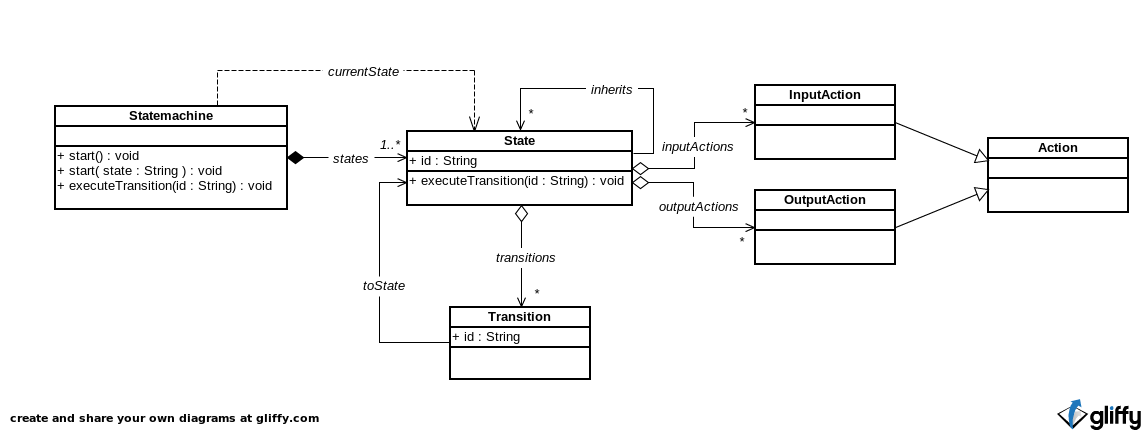 currentState
inherits
*
InputAction
*
Statemachine
+ start() : void
+ start( state : String ) : void
+ executeTransition(id : String) : void
states
1..*
State
+ id : String
+ executeTransition(id : String) : void
inputActions
Action
outputActions
*
OutputAction
transitions
*
toState
Transition
+ id : String
create and share your own diagrams at gliffy.com
gliffy